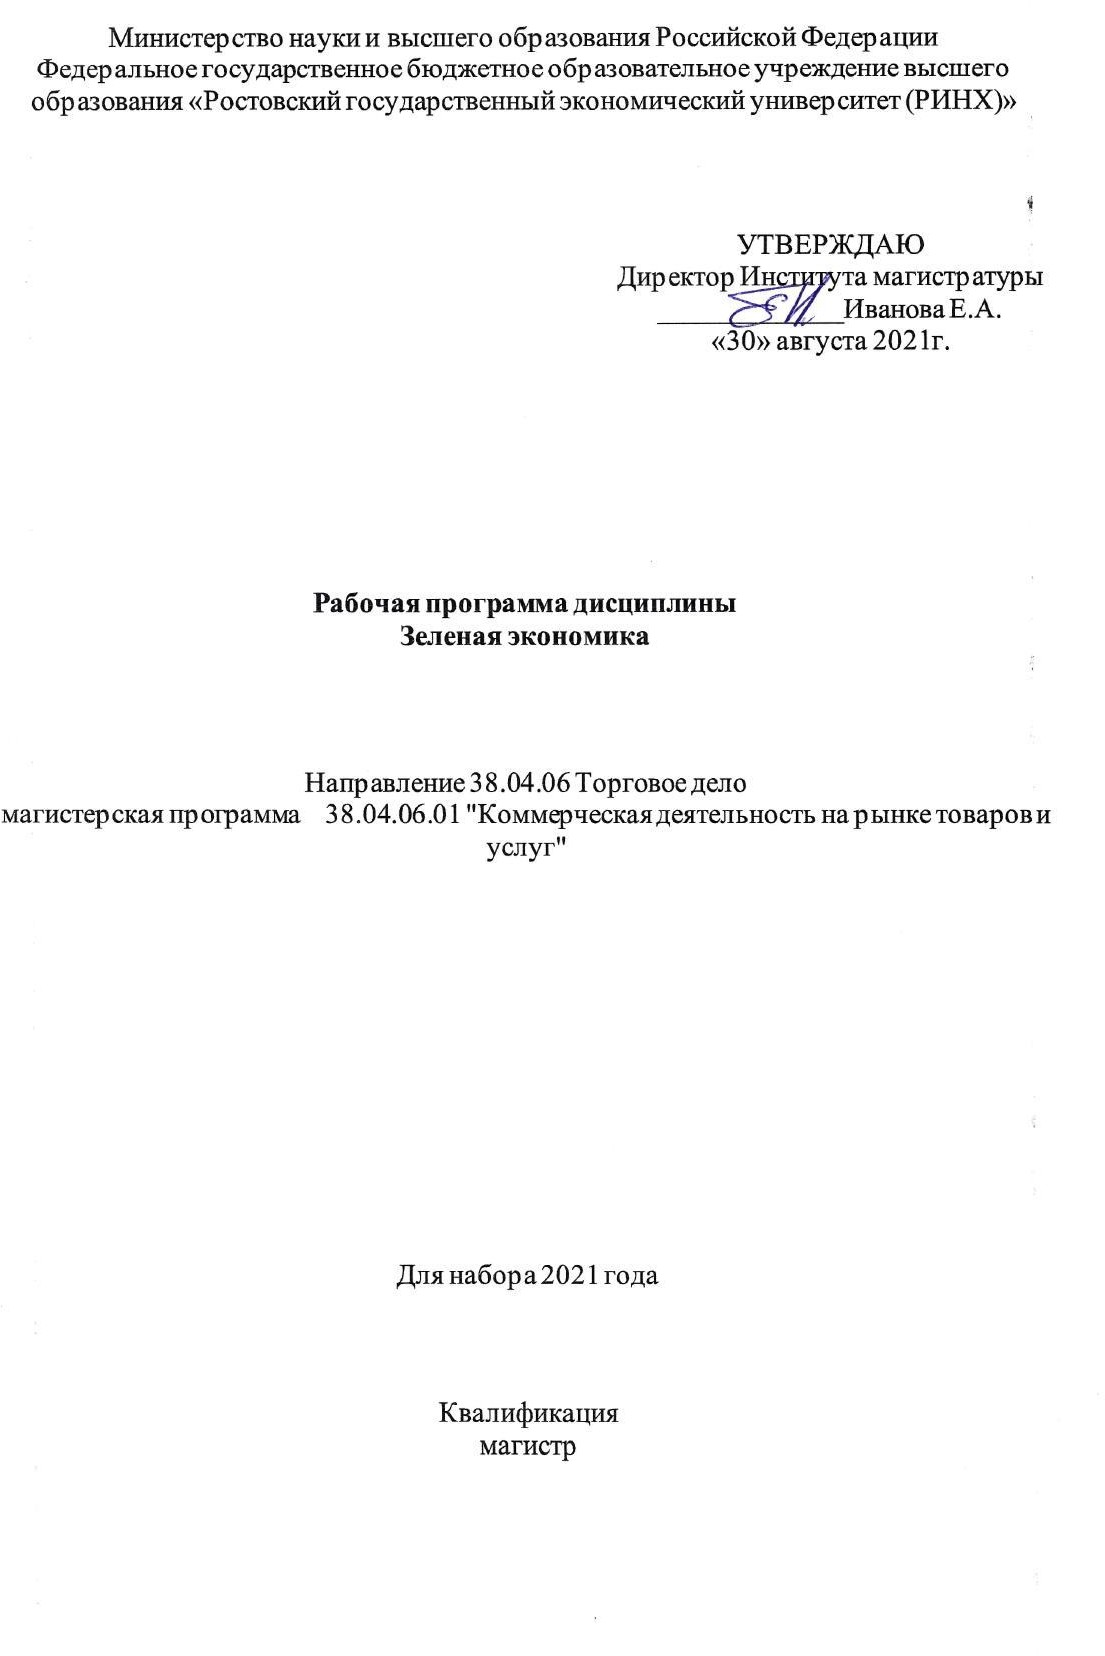 Министерство науки и высшего образования Российской Федерации
Федеральное государственное бюджетное образовательное учреждение высшего
образования «Ростовский государственный экономический университет (РИНХ)»
УТВЕРЖДАЮ
Директор Института магистратуры
Иванова Е.А.
«30» августа 2021г.
Рабочая программа дисциплины
Зеленая экономика
Направление 38.04.06 Торговое дело
магистерская программа 38.04.06.01 "Коммерческая деятельность на рынке товаров и
услуг"
Для набора 2021 года
Квалификация
магистр